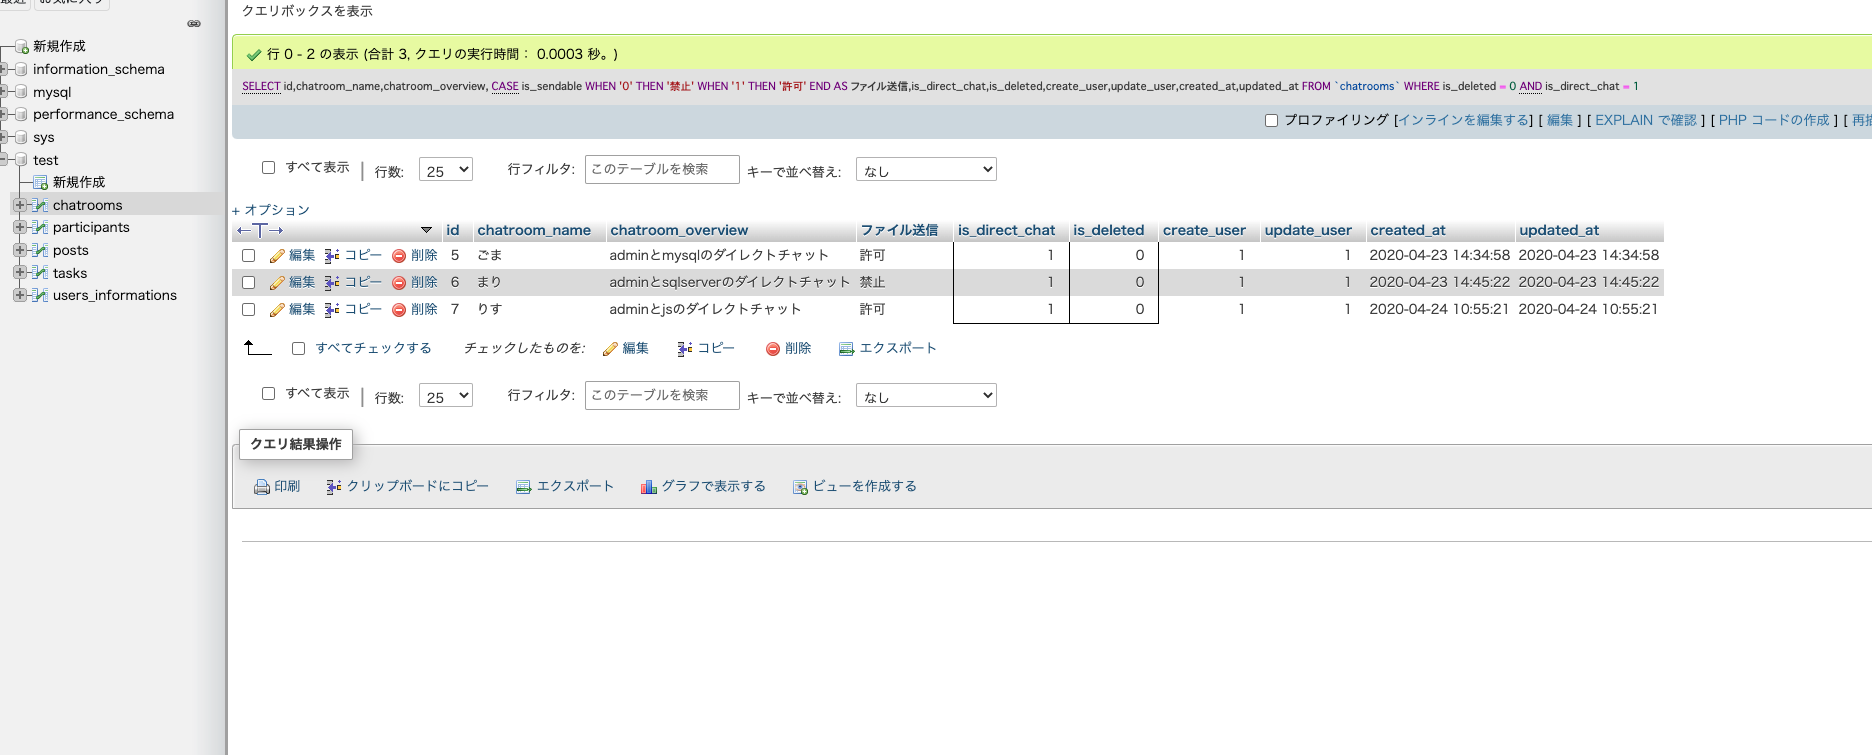 お気に入り
クエリボックスを表示
新規作成
information_schema
mysql
performance_schema
sys
test
新規作成
chatrooms
participants
posts
tasks
users_informations
行 0 - 2 の表示 (合計 3, クエリの実行時間： 0.0003 秒。)
SELECT id,chatroom_name,chatroom_overview, CASE is_sendable WHEN '0' THEN '禁止' WHEN '1' THEN '許可' END AS ファイル送信,is_direct_chat,is_deleted,create_user,update_user,created_at,updated_at FROM `chatrooms` WHERE is_deleted = 0 AND is_direct_chat = 1
プロファイリング [インラインを編集する] [ 編集 ] [ EXPLAIN で確認 ] [ PHP コードの作成 ] [
すべて表示 | 行数: 25 行フィルタ: このテーブルを検索 キーで並べ替え: なし
+ オプション
←T→ id chatroom_name chatroom_overview ファイル送信 is_direct_chat is_deleted create_user update_user created_at updated_at
編集 コピー 削除 5 ごま adminとmysqlのダイレクトチャット 許可 1 0 1 1 2020-04-23 14:34:58 2020-04-23 14:34:58
編集 コピー 削除 6 まり adminとsqlserverのダイレクトチャット 禁止 1 0 1 1 2020-04-23 14:45:22 2020-04-23 14:45:22
編集 コピー 削除 7 りす adminとjsのダイレクトチャット 許可 1 0 1 1 2020-04-24 10:55:21 2020-04-24 10:55:21
すべてチェックする チェックしたものを: 編集 コピー 削除 エクスポート
すべて表示 | 行数: 25 行フィルタ: このテーブルを検索 キーで並べ替え: なし
クエリ結果操作
印刷 クリップボードにコピー エクスポート グラフで表示する ビューを作成する